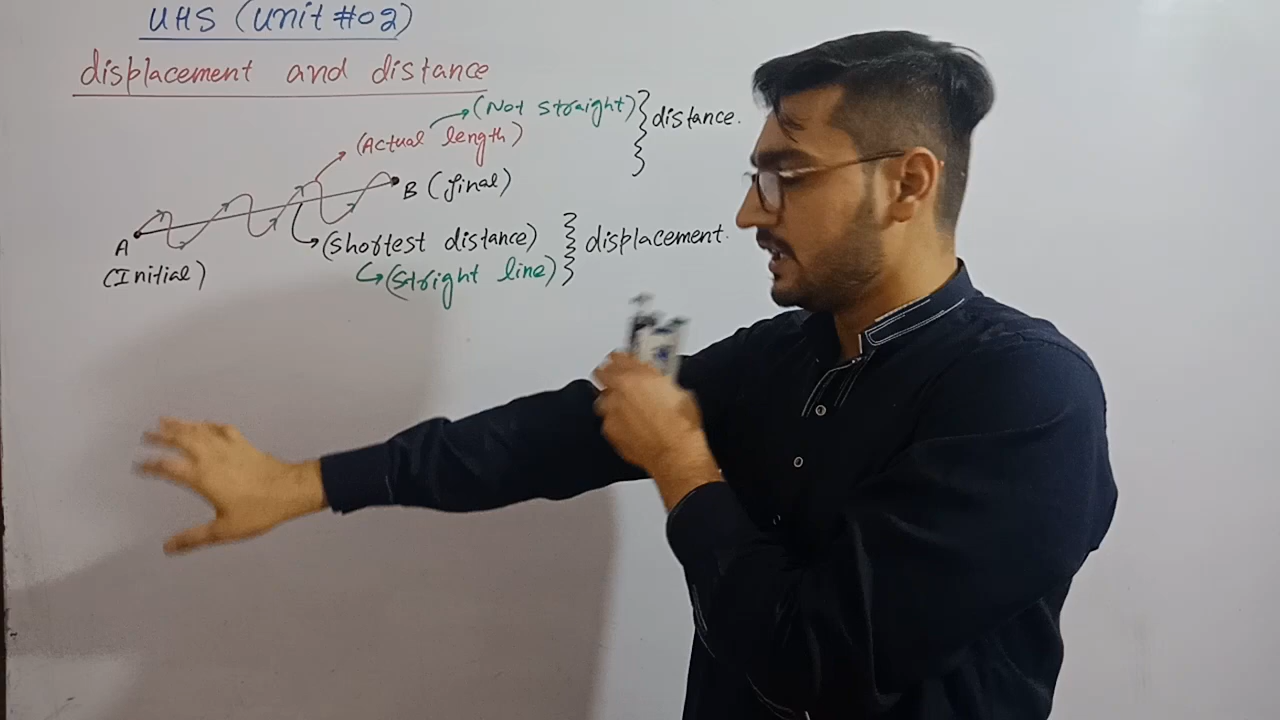 UHS (Unit #02)
displacement and distance
(Not straight)
distance.
(Actual length)
B (final)
A
(Initial)
(Shortest distance)
displacement.
(Stright line)